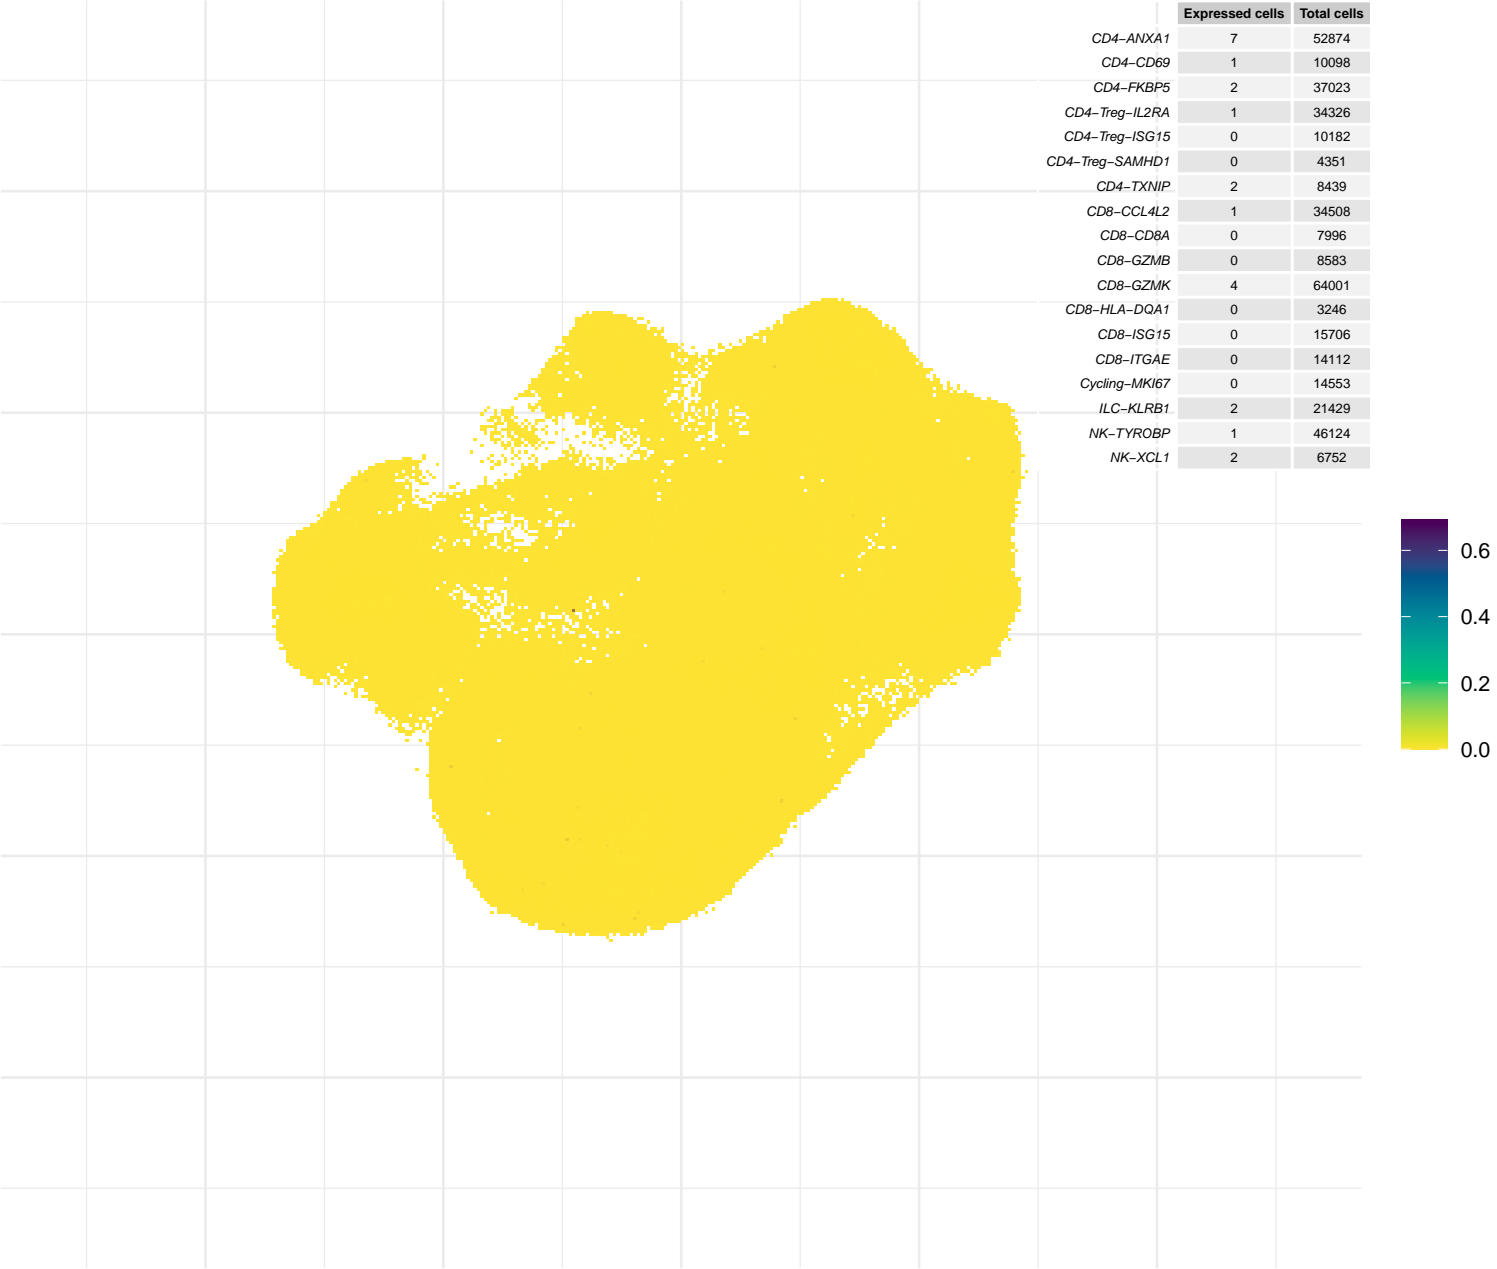 Expressed cells Total cells
CD4−ANXA1 7 52874
CD4−CD69 1 10098
CD4−FKBP5 2 37023
CD4−Treg−IL2RA 1 34326
CD4−Treg−ISG15 0 10182
CD4−Treg−SAMHD1 0 4351
CD4−TXNIP 2 8439
CD8−CCL4L2 1 34508
CD8−CD8A 0 7996
CD8−GZMB 0 8583
CD8−GZMK 4 64001
CD8−HLA−DQA1 0 3246
CD8−ISG15 0 15706
CD8−ITGAE 0 14112
Cycling−MKI67 0 14553
ILC−KLRB1 2 21429
NK−TYROBP 1 46124
NK−XCL1 2 6752
0.6
0.4
0.2
0.0